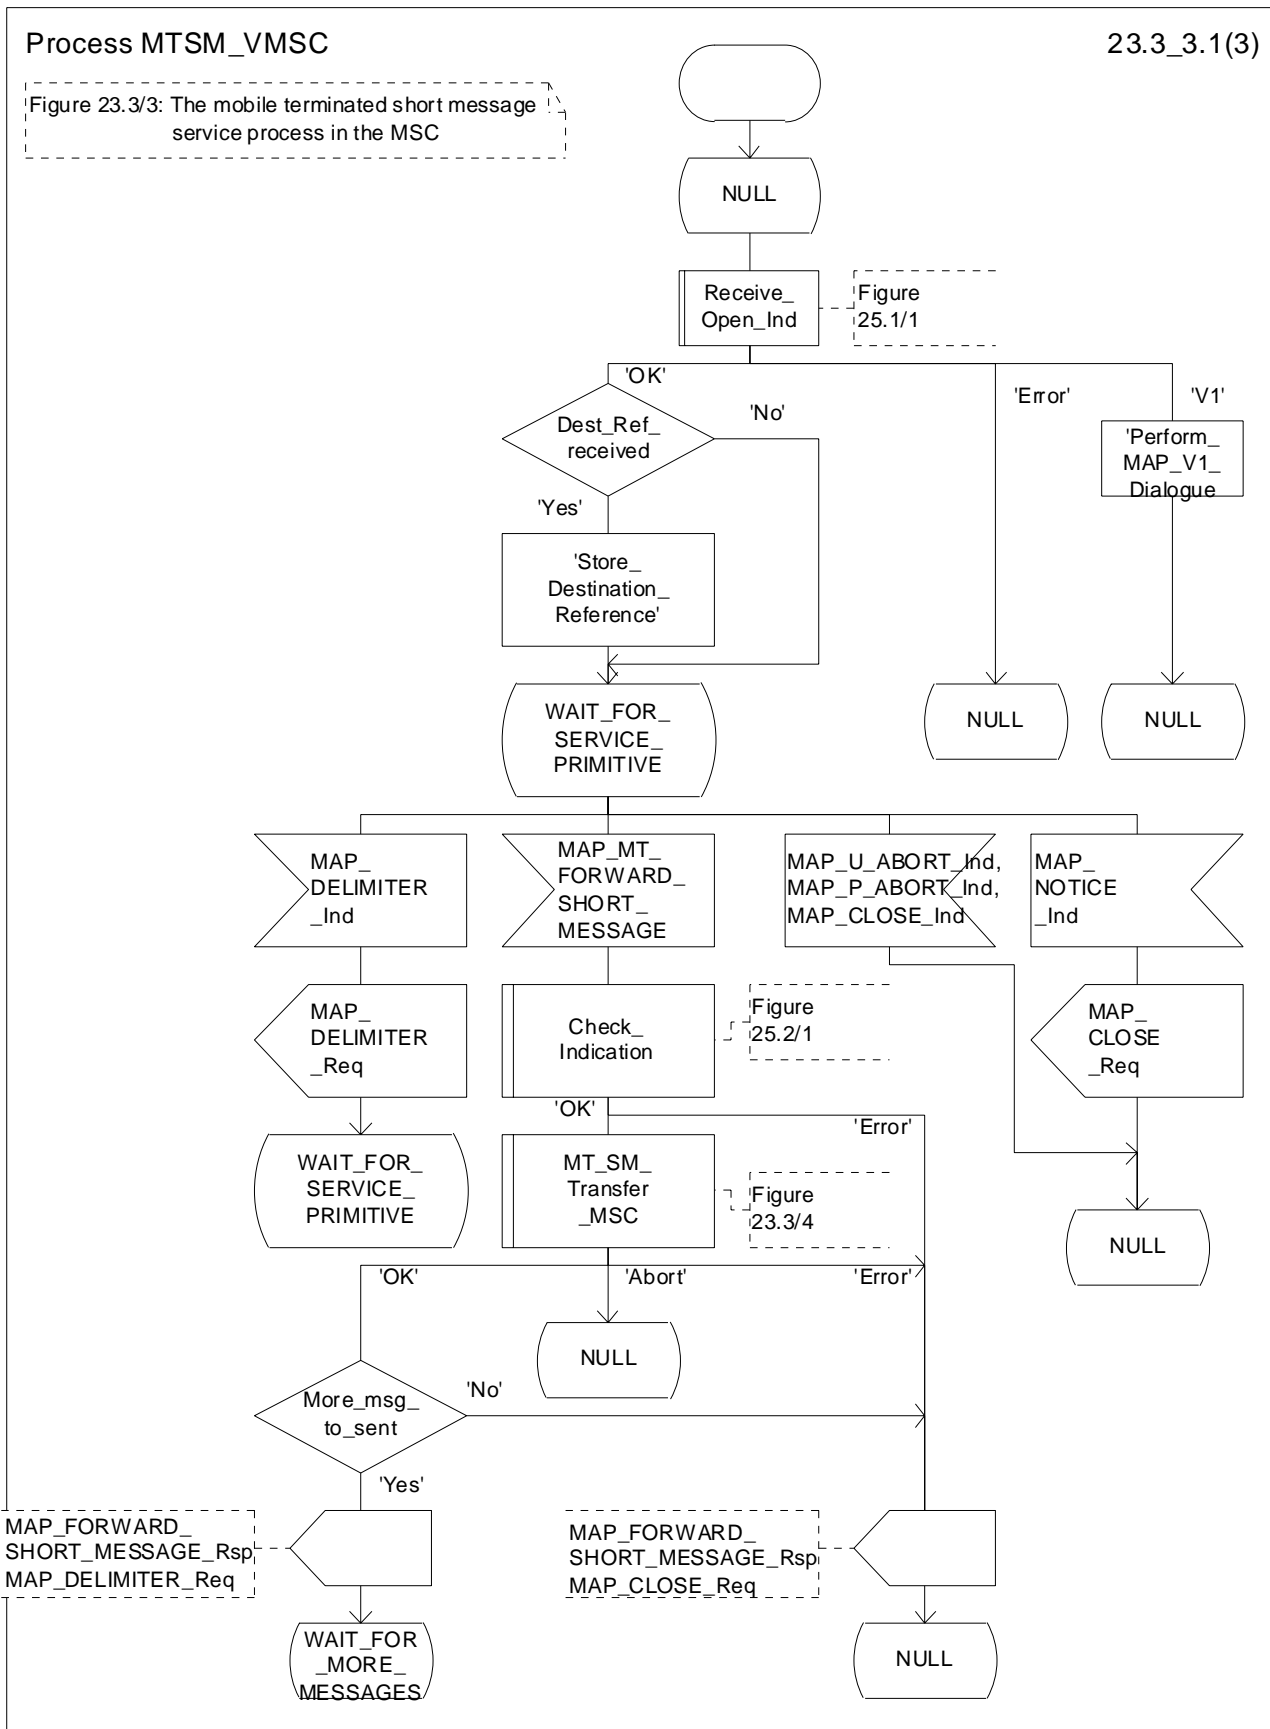 Process MTSM_VMSC
23.3_3.1(3)
Figure 23.3/3: The mobile terminated short message
service process in the MSC
NULL
Receive_
Open_Ind
Figure
25.1/1
'OK'
'No'
'Error'
'V1'
Dest_Ref_
received
'Perform_
MAP_V1_
Dialogue
'Yes'
'Store_
Destination_
Reference'
WAIT_FOR_
SERVICE_
PRIMITIVE
NULL
NULL
MAP_
DELIMITER
_Ind
MAP_MT_
FORWARD_
SHORT_
MESSAGE
MAP_U_ABORT_Ind,
MAP_P_ABORT_Ind,
MAP_CLOSE_Ind
MAP_
NOTICE
_Ind
MAP_
DELIMITER
_Req
Check_
Indication
Figure
25.2/1
MAP_
CLOSE
_Req
'OK'
'Error'
WAIT_FOR_
SERVICE_
PRIMITIVE
MT_SM_
Transfer
_MSC
Figure
23.3/4
NULL
'OK'
'Abort'
'Error'
NULL
More_msg_
to_sent
'No'
'Yes'
MAP_FORWARD_
SHORT_MESSAGE_Rsp
MAP_DELIMITER_Req
MAP_FORWARD_
SHORT_MESSAGE_Rsp
MAP_CLOSE_Req
WAIT_FOR
_MORE_
MESSAGES
NULL